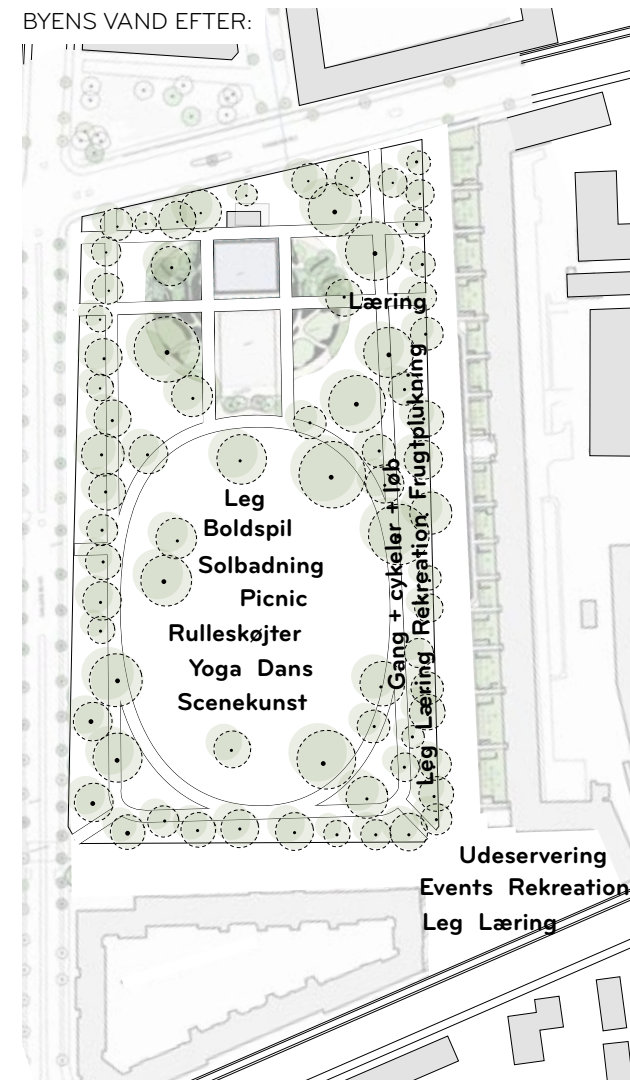 BYENS VAND EFTER:
Læring
Leg
Boldspil
Solbadning
Picnic
Rulleskøjter
Yoga Dans
Scenekunst
Gang + cykeler + løb
Leg Læring Rekreation Frugtplukning
Udeservering
Events Rekreation
Leg Læring